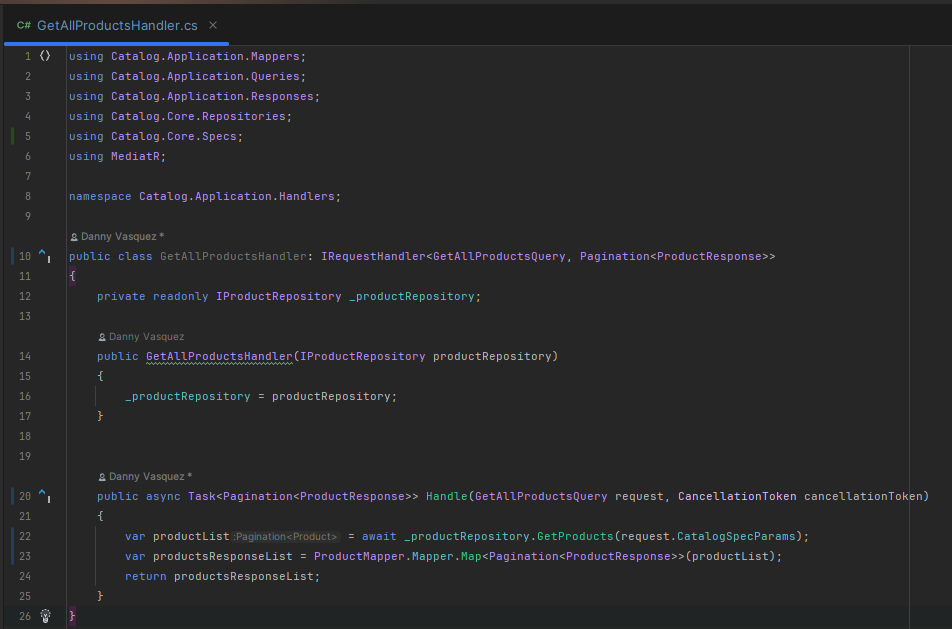 C# GetAllProductsHandler.cs ×
1 using Catalog.Application.Mappers;
2 using Catalog.Application.Queries;
3 using Catalog.Application.Responses;
4 using Catalog.Core.Repositories;
5 using Catalog.Core.Specs;
6 using MediatR;
7
8 namespace Catalog.Application.Handlers;
9
Danny Vasquez *
10 public class GetAllProductsHandler: IRequestHandler<GetAllProductsQuery, Pagination<ProductResponse>>
11 {
12 private readonly IProductRepository _productRepository;
13
Danny Vasquez
14 public GetAllProductsHandler(IProductRepository productRepository)
15 {
16 _productRepository = productRepository;
17 }
18
19
Danny Vasquez *
20 public async Task<Pagination<ProductResponse>> Handle(GetAllProductsQuery request, CancellationToken cancellationToken)
21 {
22 var productList :Pagination<Product> = await _productRepository.GetProducts(request.CatalogSpecParams);
23 var productsResponseList = ProductMapper.Mapper.Map<Pagination<ProductResponse>>(productList);
24 return productsResponseList;
25 }
26 }